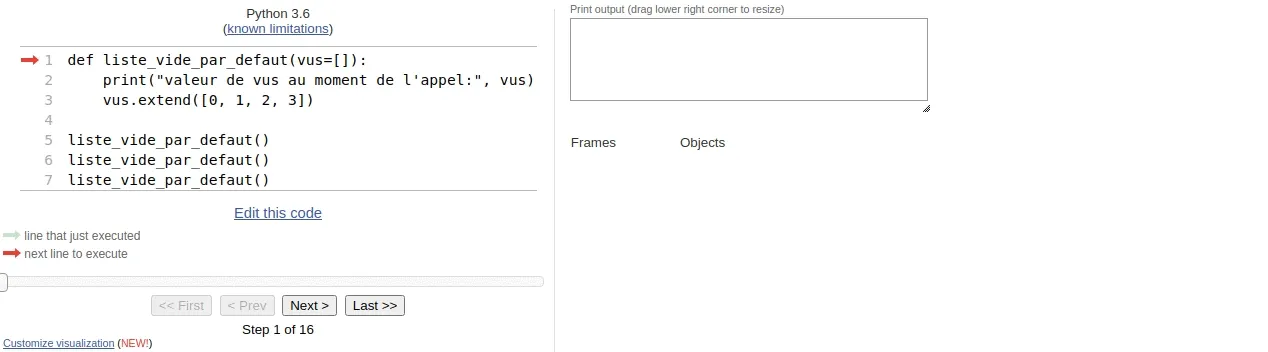 Python 3.6
(known limitations)
1 def liste_vide_par_defaut(vus=[]):
2     print("valeur de vus au moment de l'appel:", vus)
3     vus.extend([0, 1, 2, 3])
4
5 liste_vide_par_defaut()
6 liste_vide_par_defaut()
7 liste_vide_par_defaut()
Edit this code
line that just executed
next line to execute
<< First < Prev Next > Last >>
Step 1 of 16
Customize visualization (NEW!)
Print output (drag lower right corner to resize)
Frames Objects